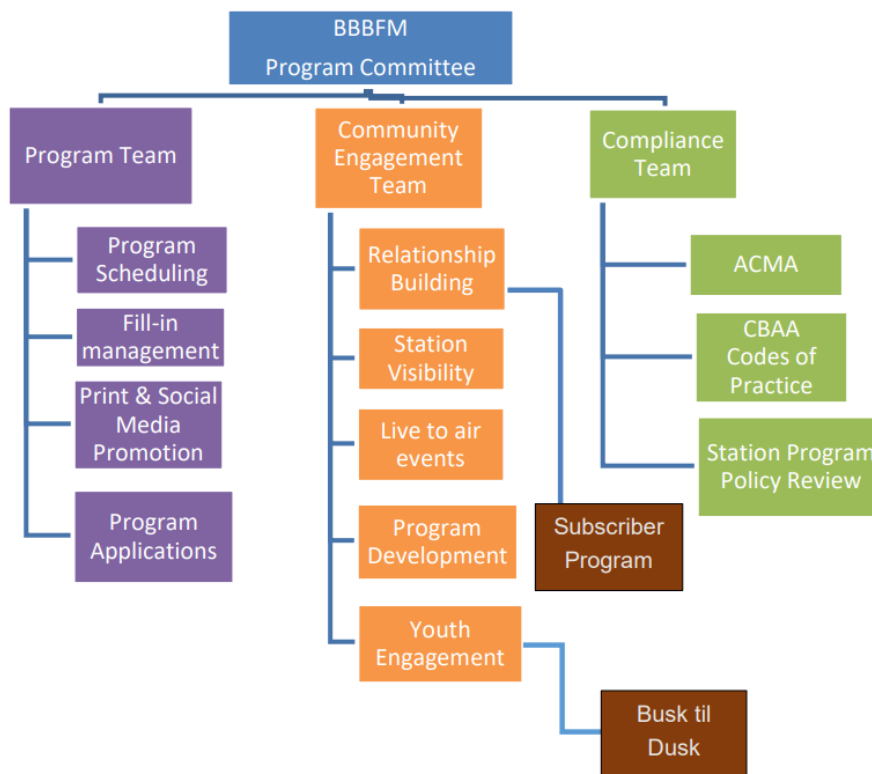 BBBFM
Program Committee
Program Team
Program
Scheduling
Fill-in
management
Print & Social
Media
Promotion
Program
Applications
Community
Engagement
Team
Relationship
Building
Station
Visibility
Live to air
events
Program
Development
Youth
Engagement
Subscriber
Program
Busk til
Dusk
Compliance
Team
ACMA
CBAA
Codes of
Practice
Station Program
Policy Review